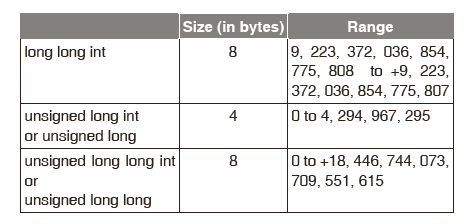 Size (in bytes) Range
long long int 8 9, 223, 372, 036, 854,
775, 808 to +9, 223,
372, 036, 854, 775, 807
unsigned long int 4 0 to 4, 294, 967, 295
or unsigned long
unsigned long long int 8 0 to +18, 446, 744, 073,
or 709, 551, 615
unsigned long long